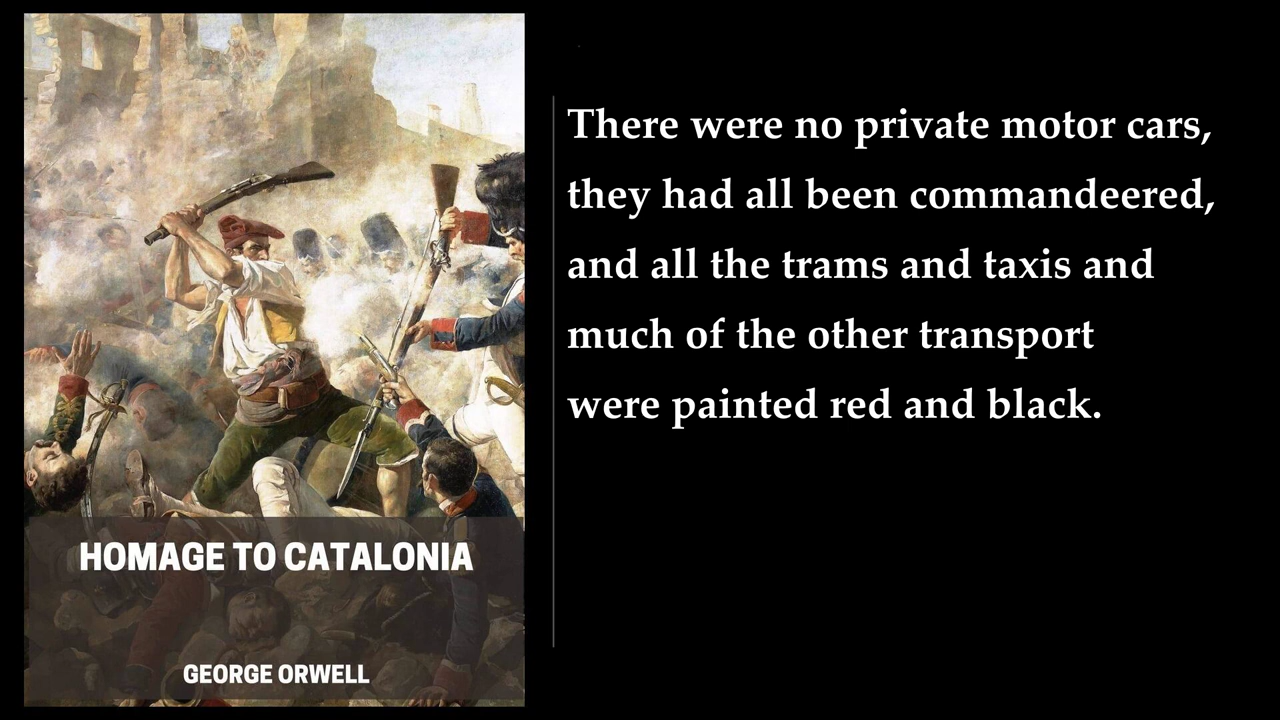 There were no private motor cars,
they had all been commandeered,
and all the trams and taxis and
much of the other transport
were painted red and black.
HOMAGE TO CATALONIA
GEORGE ORWELL